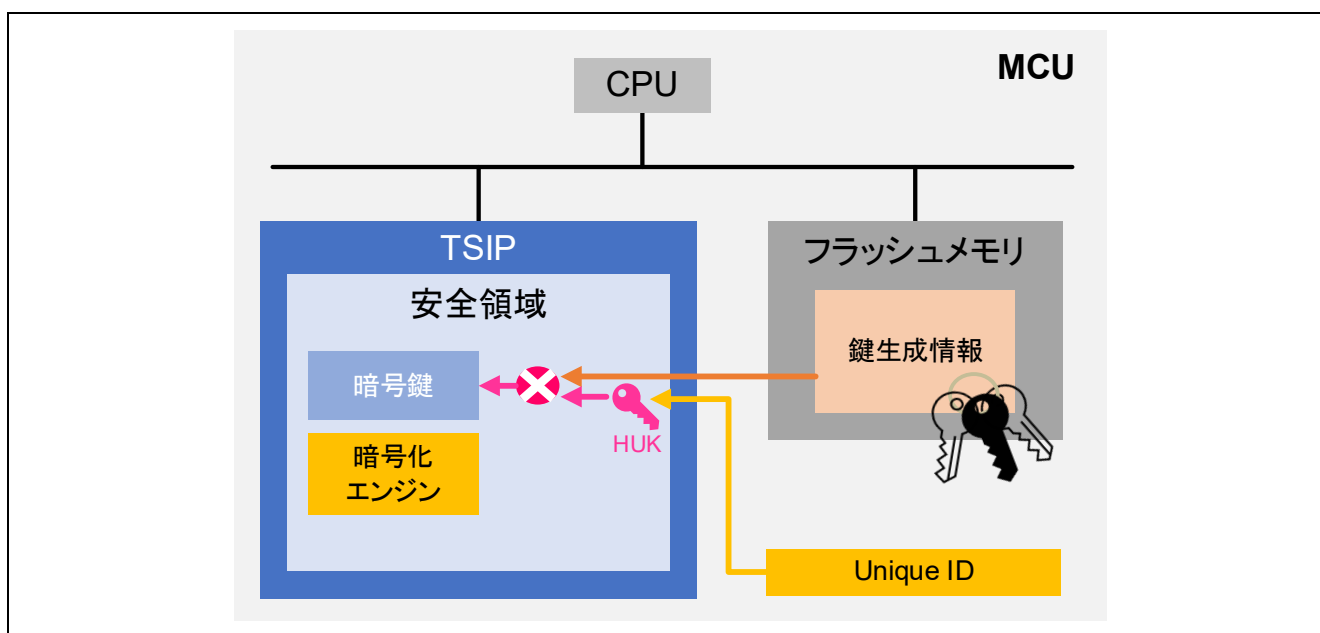 MCU
CPU
TSIP
安全領域
暗号鍵
HUK
暗号化
エンジン
フラッシュメモリ
鍵生成情報
Unique ID